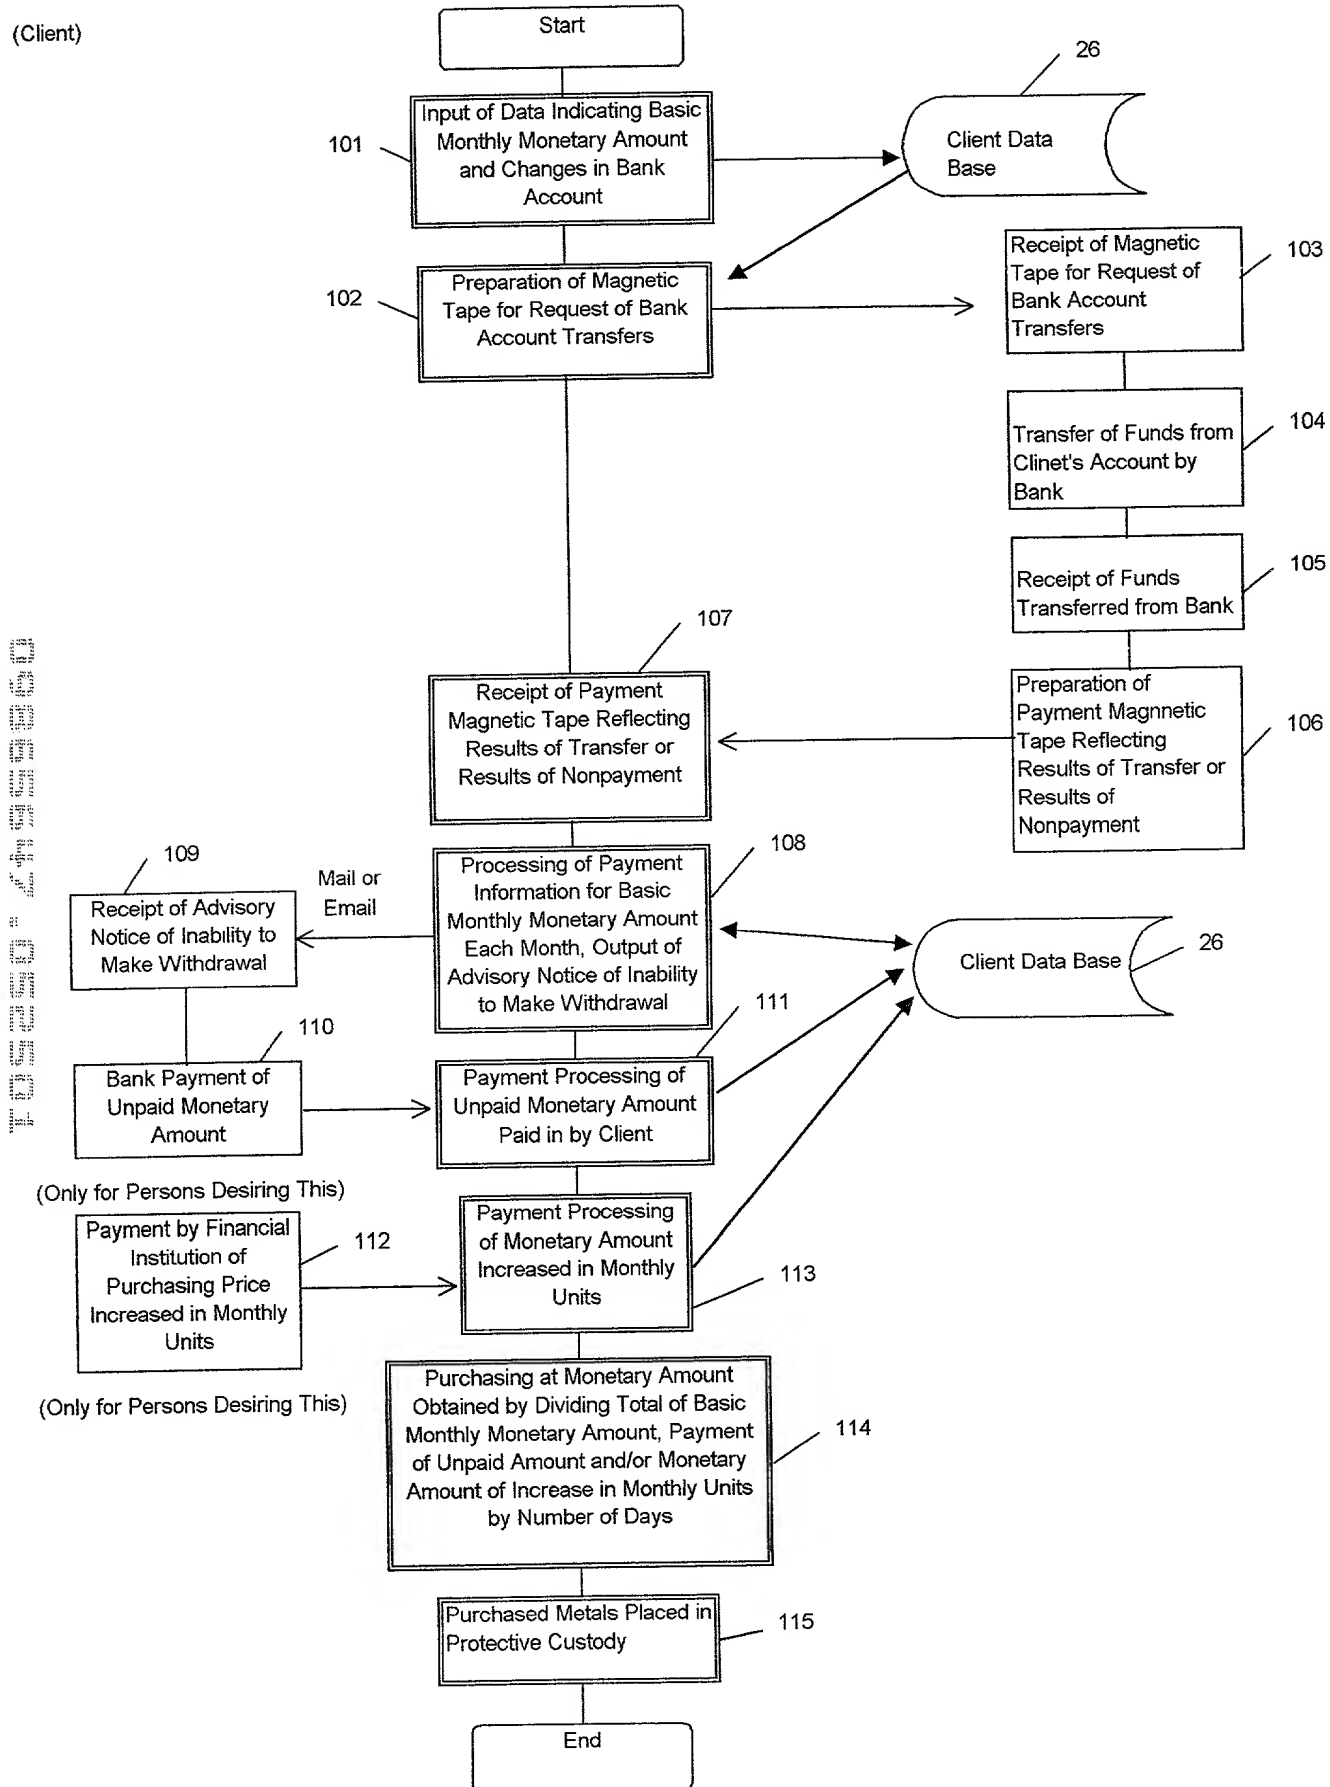 (Client)
Start
26
Input of Data Indicating Basic
Monthly Monetary Amount
and Changes in Bank
Account
101
Client Data
Base
Preparation of Magnetic
Tape for Request of Bank
Account Transfers
102
Receipt of Magnetic
Tape for Request of
Bank Account
Transfers
103
Transfer of Funds from
Clinet's Account by
Bank
104
Receipt of Funds
Transferred from Bank
105
Preparation of
Payment Magnnetic
Tape Reflecting
Results of Transfer or
Results of
Nonpayment
106
107
Receipt of Payment
Magnetic Tape Reflecting
Results of Transfer or
Results of Nonpayment
108
Processing of Payment
Information for Basic
Monthly Monetary Amount
Each Month, Output of
Advisory Notice of Inability
to Make Withdrawal
109
Mail or
Email
Receipt of Advisory
Notice of Inability to
Make Withdrawal
Client Data Base
26
110
Bank Payment of
Unpaid Monetary
Amount
111
Payment Processing of
Unpaid Monetary Amount
Paid in by Client
(Only for Persons Desiring This)
Payment by Financial
Institution of
Purchasing Price
Increased in Monthly
Units
112
Payment Processing
of Monetary Amount
Increased in Monthly
Units
113
(Only for Persons Desiring This)
Purchasing at Monetary Amount
Obtained by Dividing Total of Basic
Monthly Monetary Amount, Payment
of Unpaid Amount and/or Monetary
Amount of Increase in Monthly Units
by Number of Days
114
Purchased Metals Placed in
Protective Custody
115
End